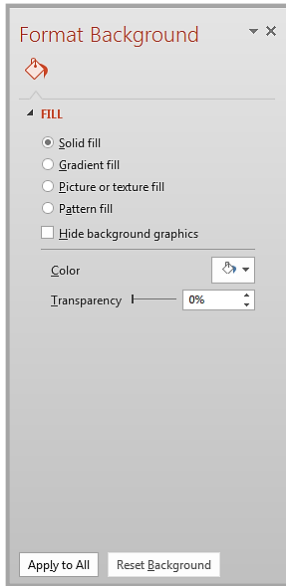 Format Background
FILL
Solid fill
Gradient fill
Picture or texture fill
Pattern fill
Hide background graphics
Color
Transparency 0%
Apply to All Reset Background